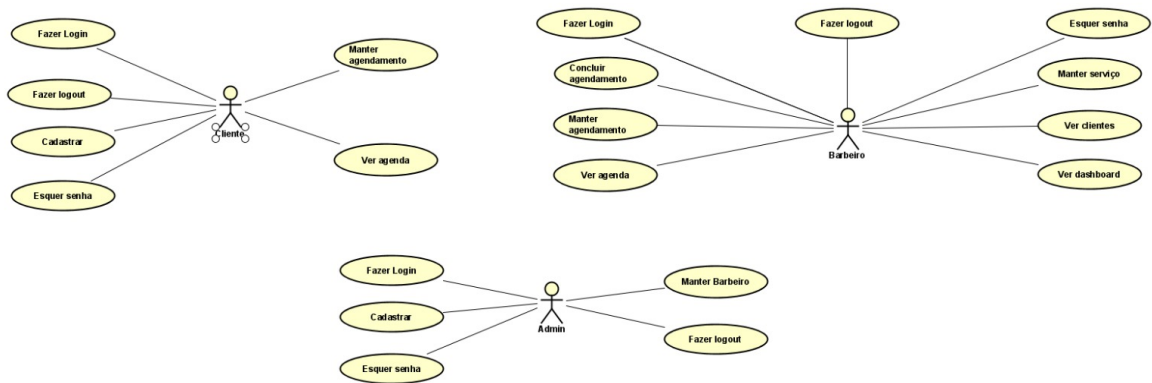 Fazer Login
Fazer logout
Cadastrar
Esquer senha
Cliente
Manter
agendamento
Ver agenda
Fazer Login
Concluir
agendamento
Manter
agendamento
Ver agenda
Fazer logout
Barbeiro
Esquer senha
Manter serviço
Ver clientes
Ver dashboard
Fazer Login
Cadastrar
Esquer senha
Admin
Manter Barbeiro
Fazer logout